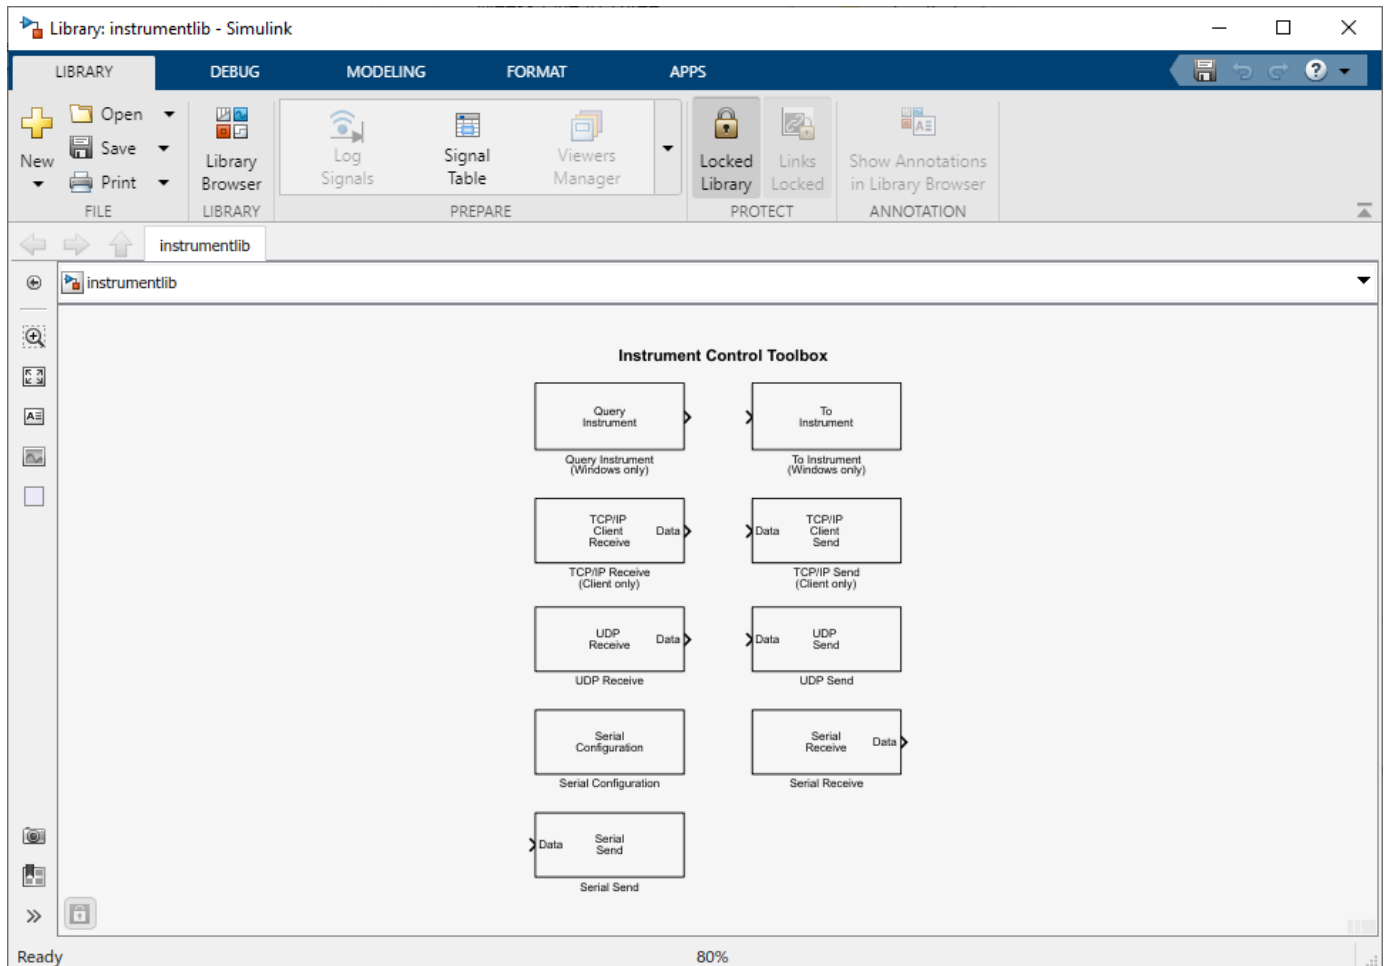 Library: instrumentlib - Simulink
LIBRARY
DEBUG
MODELING
FORMAT
APPS
New
Open
Save
Print
FILE
Library
Browser
LIBRARY
Log
Signals
Signal
Table
Viewers
Manager
PREPARE
Locked
Library
Links
Locked
PROTECT
Show Annotations
in Library Browser
ANNOTATION
instrumentlib
instrumentlib
Instrument Control Toolbox
Query
Instrument
Query Instrument
(Windows only)
To
Instrument
To Instrument
(Windows only)
TCP/IP
Client
Receive
Data
TCP/IP Receive
(Client only)
Data
TCP/IP
Client
Send
TCP/IP Send
(Client only)
UDP
Receive
Data
UDP Receive
Data
UDP
Send
UDP Send
Serial
Configuration
Serial Configuration
Serial
Receive
Data
Serial Receive
Data
Serial
Send
Serial Send
Ready
80%